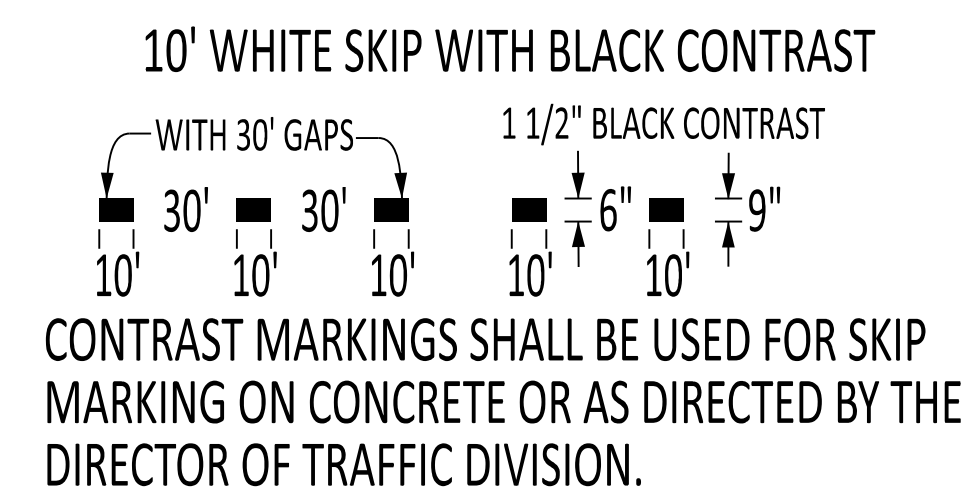 10' WHITE SKIP WITH BLACK CONTRAST
WITH 30' GAPS
1 1/2" BLACK CONTRAST
30' 30' 6" 9"
10' 10' 10' 10' 10'
CONTRAST MARKINGS SHALL BE USED FOR SKIP
MARKING ON CONCRETE OR AS DIRECTED BY THE
DIRECTOR OF TRAFFIC DIVISION.